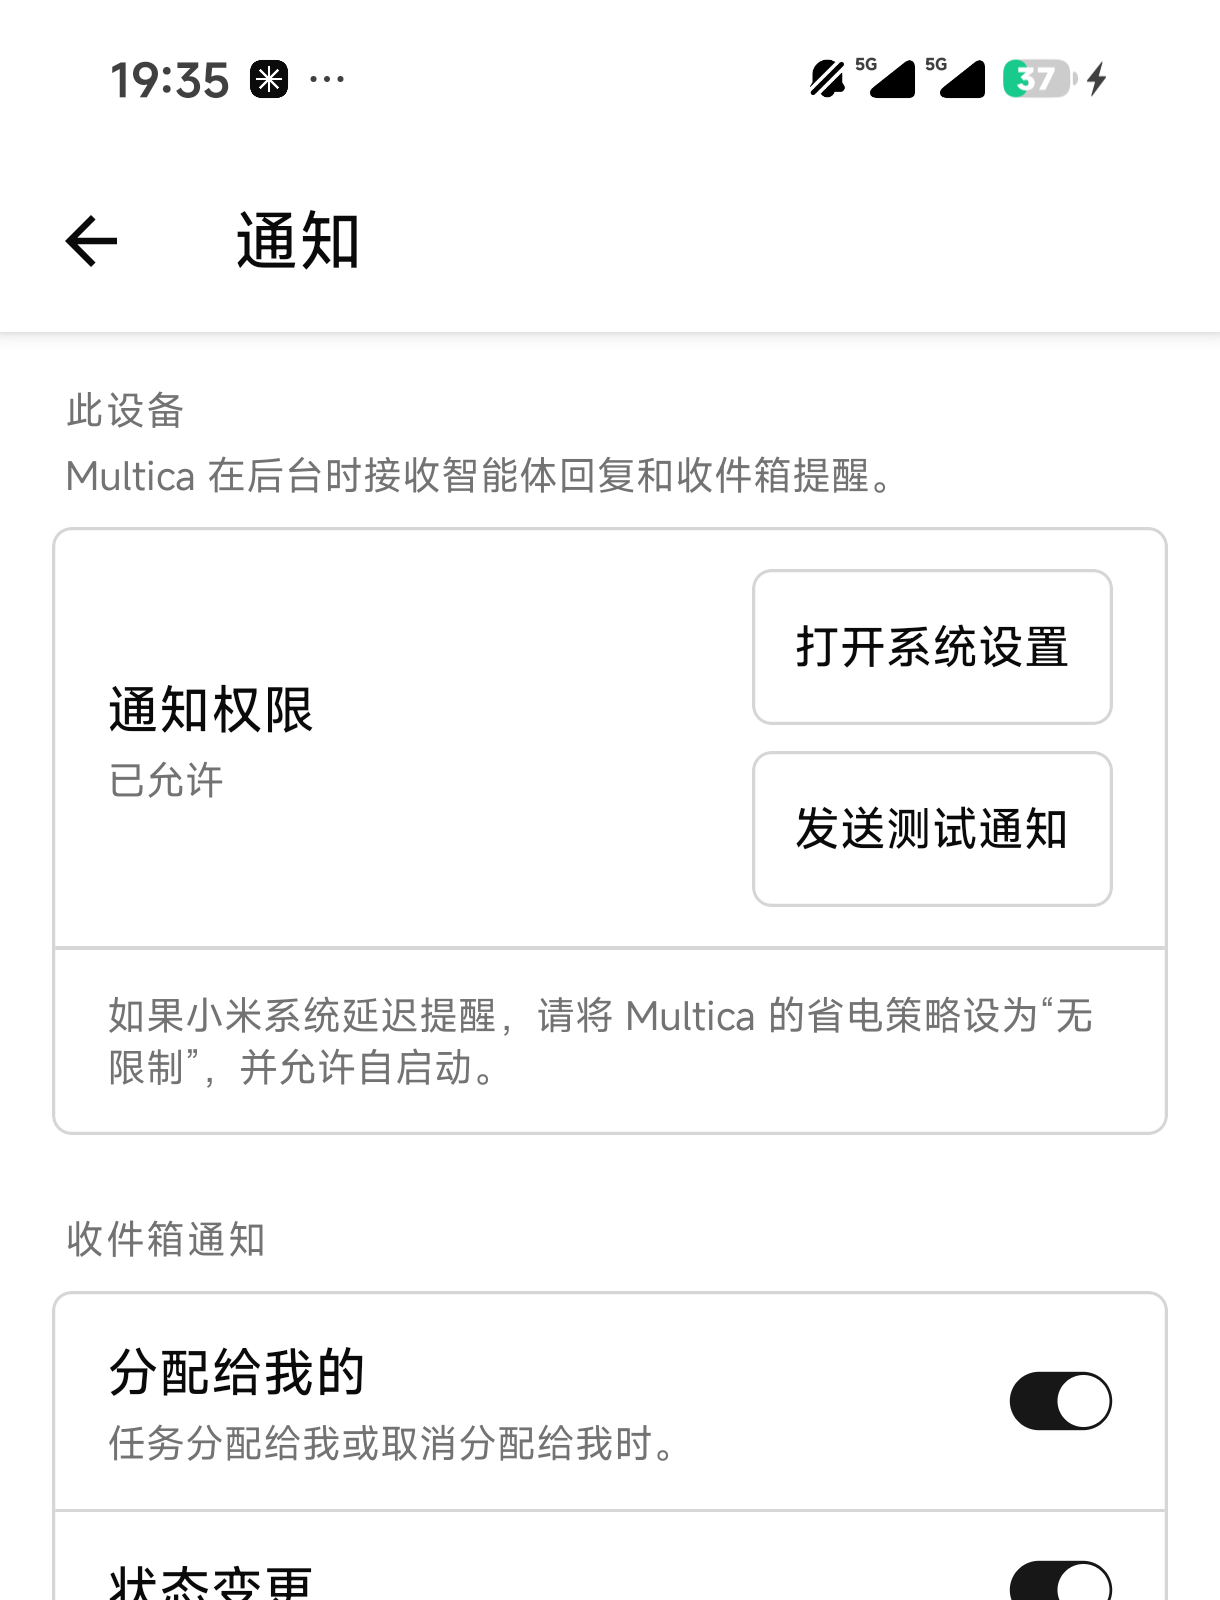 19:35 ···
5G 5G 37
通知
此设备
Multica 在后台时接收智能体回复和收件箱提醒。
打开系统设置
通知权限
已允许
发送测试通知
如果小米系统延迟提醒，请将 Multica 的省电策略设为“无
限制”，并允许自启动。
收件箱通知
分配给我的
任务分配给我或取消分配给我时。
状态变更